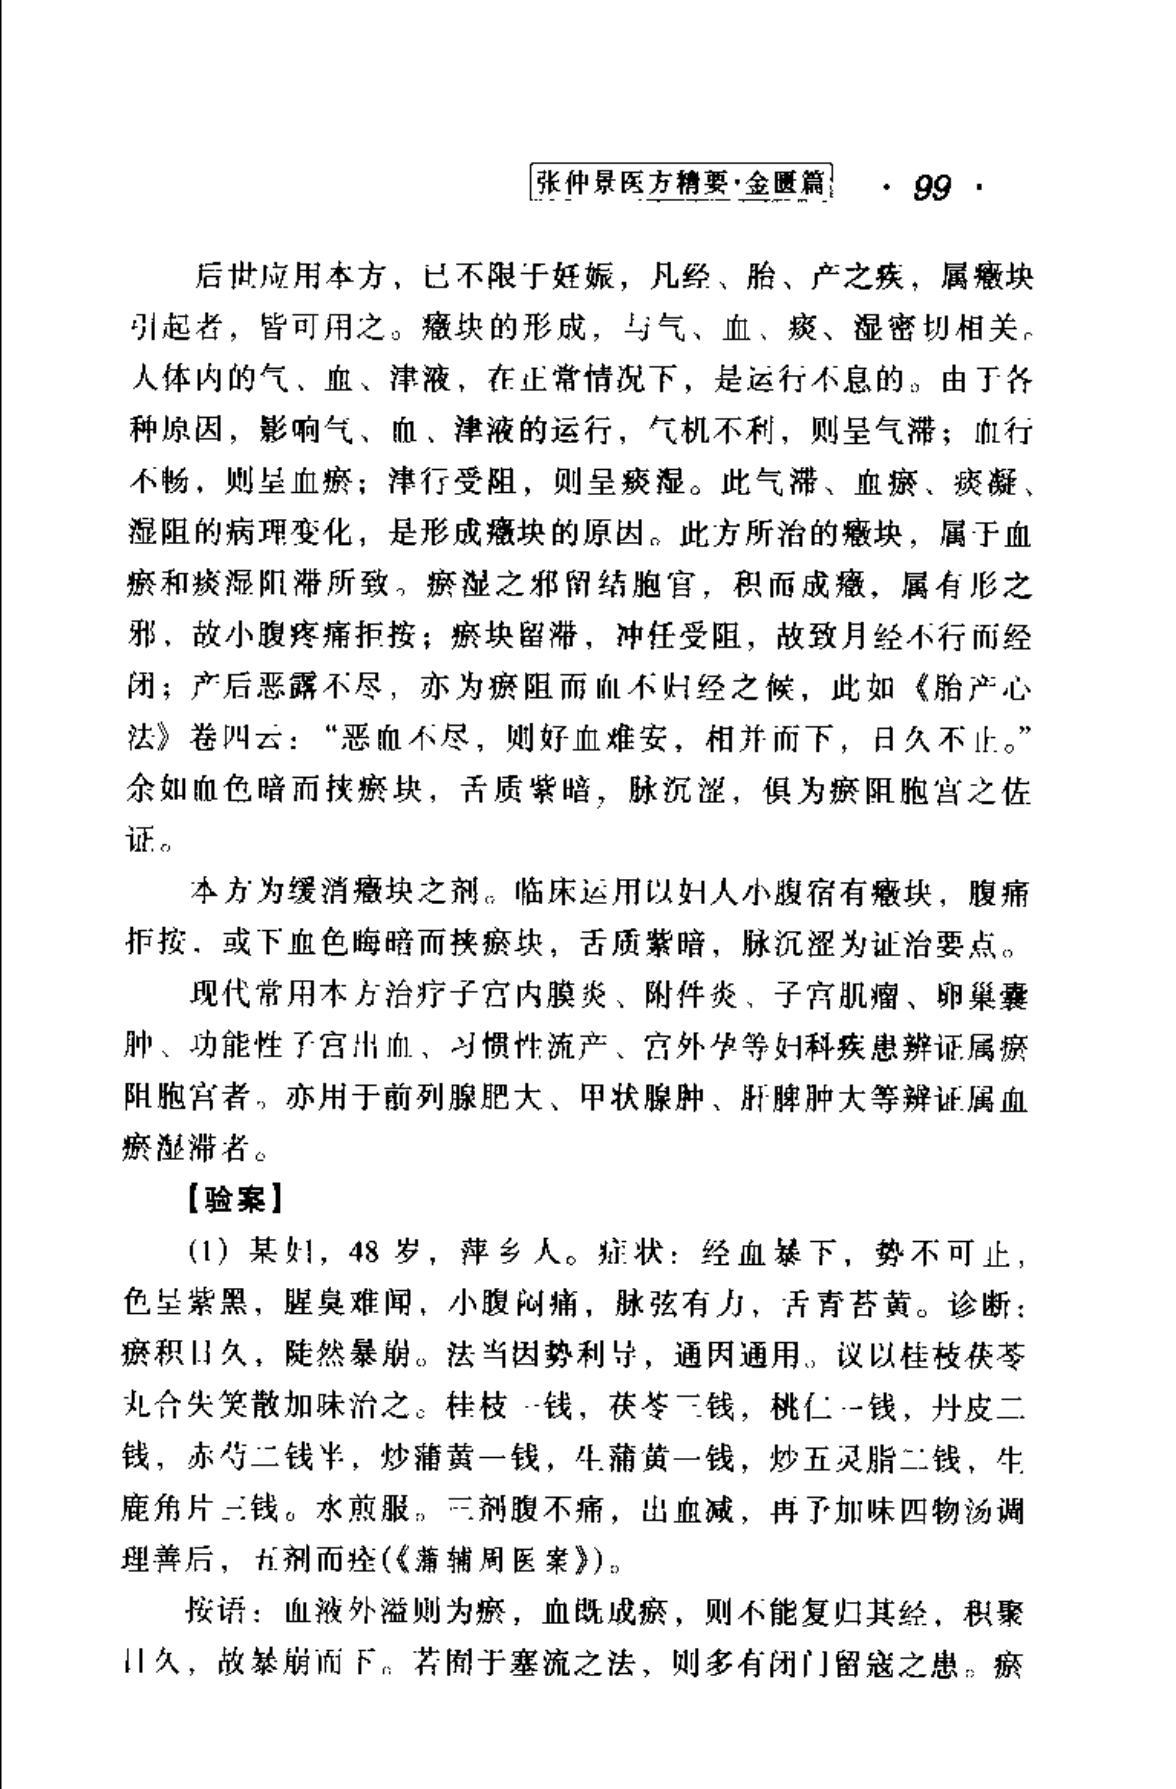 张仲景医方精要·金匮篇 · 99 ·
后世应用本方，已不限于妊娠，凡经、胎、产之疾，属癥块
引起者，皆可用之。癥块的形成，与气、血、痰、湿密切相关。
人体内的气、血、津液，在正常情况下，是运行不息的。由于各
种原因，影响气、血、津液的运行，气机不利，则呈气滞；血行
不畅，则呈血瘀；津行受阻，则呈痰湿。此气滞、血瘀、痰凝、
湿阻的病理变化，是形成癥块的原因。此方所治的癥块，属于血
瘀和痰湿阻滞所致。瘀湿之邪留结胞宫，积而成癥，属有形之
邪，故小腹疼痛拒按；瘀块留滞，冲任受阻，故致月经不行而经
闭；产后恶露不尽，亦为瘀阻而血不归经之候，此如《胎产心
法》卷四云：“恶血不尽，则好血难安，相并而下，日久不止。”
余如血色暗而挟瘀块，舌质紫暗，脉沉涩，俱为瘀阻胞宫之佐
证。
本方为缓消癥块之剂。临床运用以妇人小腹宿有癥块，腹痛
拒按，或下血色晦暗而挟瘀块，舌质紫暗，脉沉涩为证治要点。
现代常用本方治疗子宫内膜炎、附件炎、子宫肌瘤、卵巢囊
肿、功能性子宫出血、习惯性流产、宫外孕等妇科疾患辨证属瘀
阻胞宫者。亦用于前列腺肥大、甲状腺肿、肝脾肿大等辨证属血
瘀湿滞者。
【验案】
(1) 某妇，48 岁，萍乡人。症状：经血暴下，势不可止，
色呈紫黑，腥臭难闻，小腹闷痛，脉弦有力，舌青苔黄。诊断：
瘀积日久，陡然暴崩。法当因势利导，通因通用。议以桂枝茯苓
丸合失笑散加味治之。桂枝一钱，茯苓三钱，桃仁一钱，丹皮二
钱，赤芍二钱半，炒蒲黄一钱，生蒲黄一钱，炒五灵脂二钱，生
鹿角片三钱。水煎服。三剂腹不痛，出血减，再予加味四物汤调
理善后，五剂而痊(《蒲辅周医案》)。
按语：血液外溢则为瘀，血既成瘀，则不能复归其经，积聚
日久，故暴崩而下。若囿于塞流之法，则多有闭门留寇之患。瘀